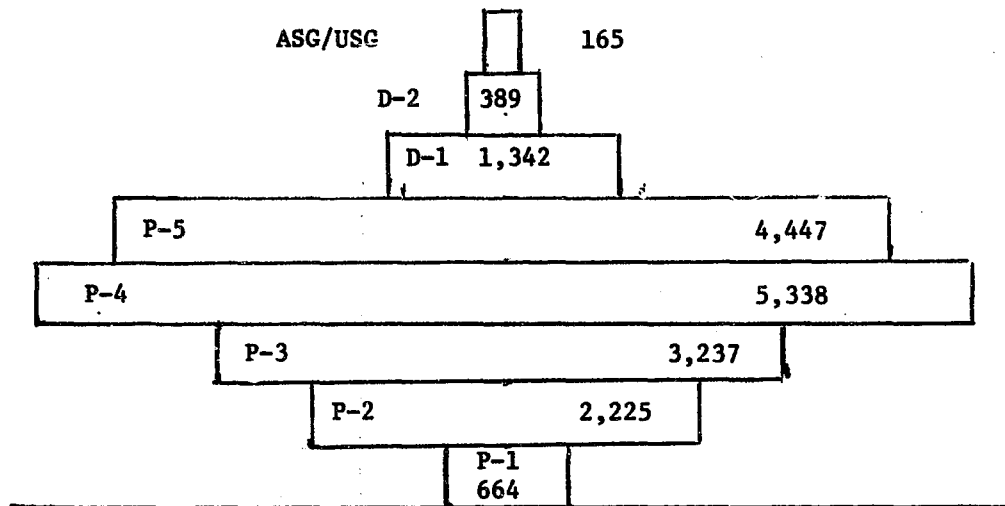 ASG/USG 165
D-2 389
D-1 1,342
P-5 4,447
P-4 5,338
P-3 3,237
P-2 2,225
P-1
664